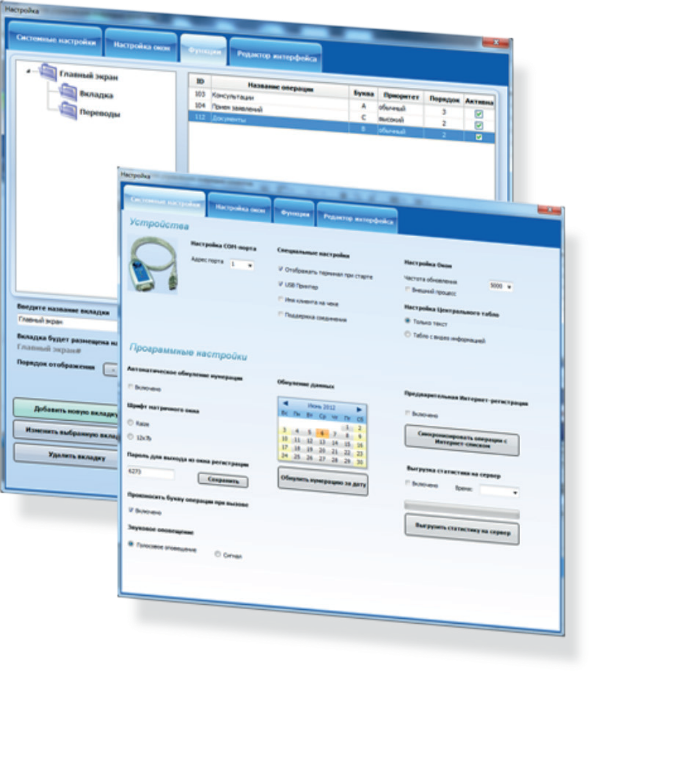 Настройка
Системные настройки
Настройка окон
Функции
Редактор интерфейса
Главный экран
Вкладка
Переводы
ID Название операции Буква Приоритет Порядок Активна
103 Консультации A обычный 3
104 Прием заявлений C высокий 2
112 Документы B обычный 2
Введите название вкладки
Главный экран
Вкладка будет размещена на
Главный экран#
Порядок отображения
Добавить новую вкладку
Изменить выбранную вкладку
Удалить вкладку
Настройка
Системные настройки
Настройка окон
Функции
Редактор интерфейса
Устройства
Настройка COM-порта
Адрес порта 1
Специальные настройки
Отображать терминал при старте
USB Принтер
Имя клиента на чеке
Поддержка соединения
Настройка Окон
Частота обновления 5000
Внешний процесс
Настройка Центрального табло
Только текст
Табло с видео информацией
Программные настройки
Автоматическое обнуление нумерации
Включено
Шрифт матричного окна
12x7b
Пароль для выхода из окна регистрации
6273
Сохранить
Произносить букву операции при вызове
Включено
Звуковое оповещение
Голосовое оповещение
Сигнал
Обнуление данных
Июнь 2012
Вс Пн Вт Ср Чт Пт Сб
1 2
3 4 5 6 7 8 9
10 11 12 13 14 15 16
17 18 19 20 21 22 23
24 25 26 27 28 29 30
Обнулить нумерацию за дату
Предварительная Интернет-регистрация
Включено
Синхронизировать операции с
Интернет-списком
Выгрузка статистики на сервер
Включено Время:
Выгрузить статистику на сервер